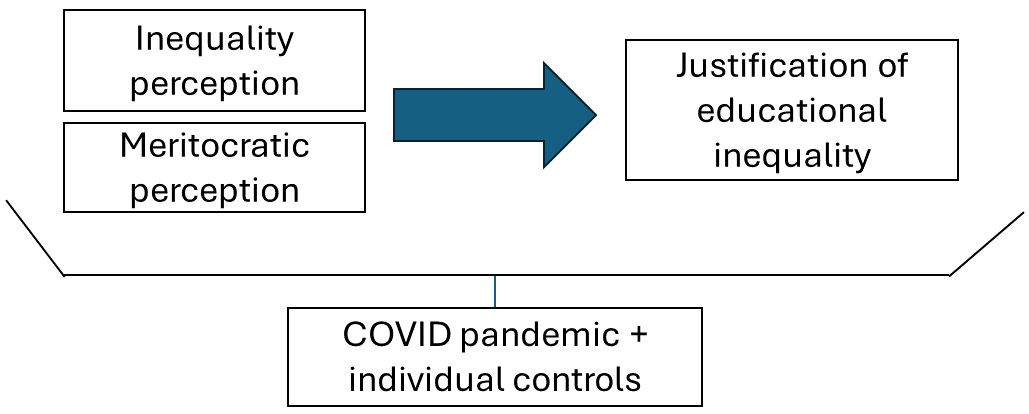 Inequality
perception
Meritocratic
perception
Justification of
educational
inequality
COVID pandemic +
individual controls